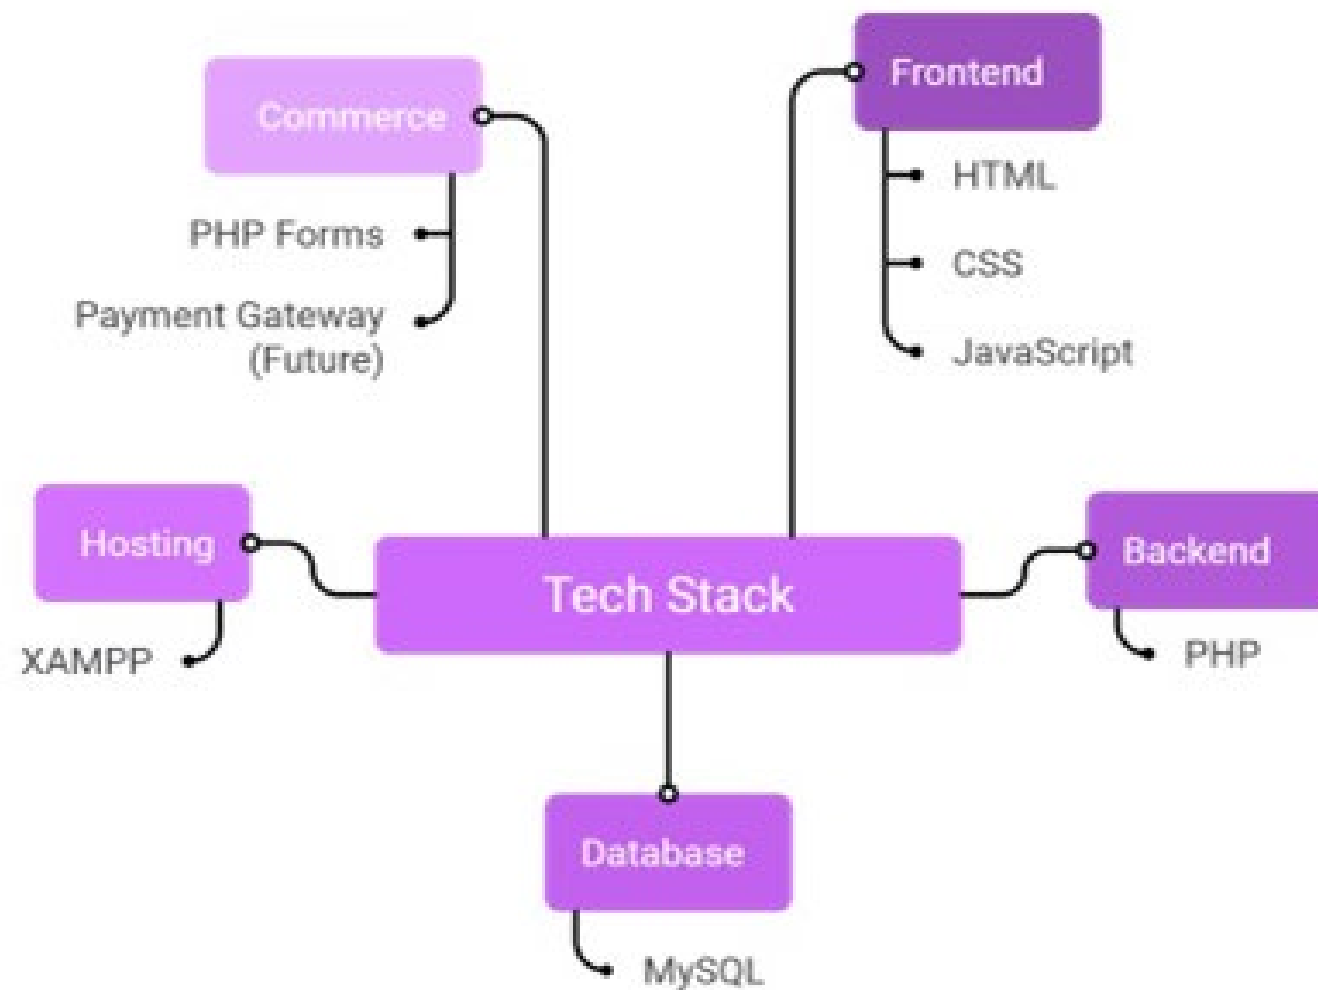 Commerce
PHP Forms
Payment Gateway
(Future)
Frontend
HTML
CSS
JavaScript
Hosting
XAMPP
Tech Stack
Backend
PHP
Database
MySQL